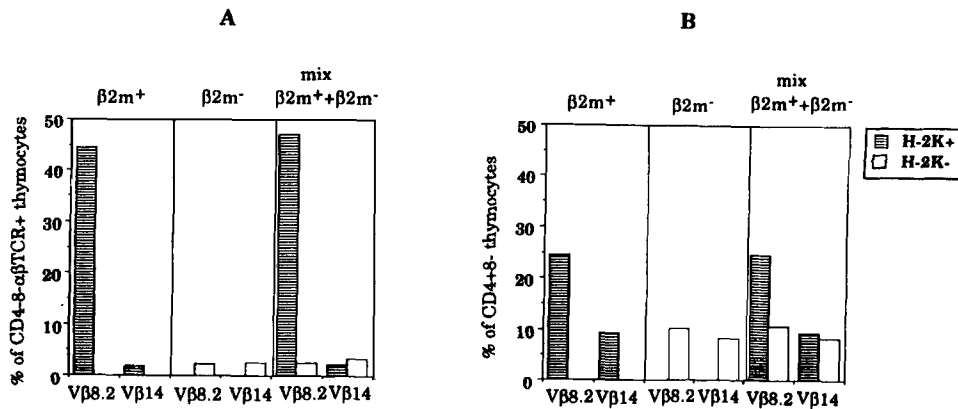 A
mix
β2m+ β2m- β2m++β2m-
% of CD4-8-αβTCR+ thymocytes
50
40
30
20
10
0
Vβ8.2 Vβ14 Vβ8.2 Vβ14 Vβ8.2 Vβ14
B
mix
β2m+ β2m- β2m++β2m-
% of CD4+8- thymocytes
50
40
30
20
10
0
Vβ8.2 Vβ14 Vβ8.2 Vβ14 Vβ8.2 Vβ14
H-2K+
H-2K-